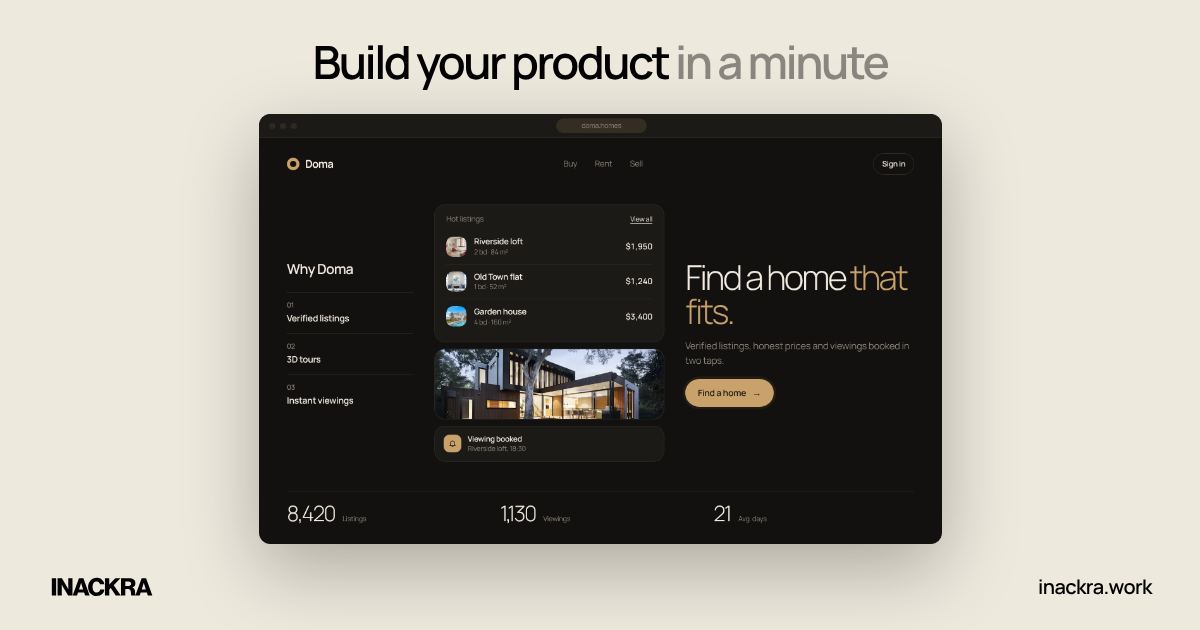 Build your product in a minute
doma.homes
Doma
Buy Rent Sell
Sign in
Why Doma
01
Verified listings
02
3D tours
03
Instant viewings
Hot listings View all
Riverside loft $1,950
2 bd · 84 m²
Old Town flat $1,240
1 bd · 52 m²
Garden house $3,400
4 bd · 160 m²
Viewing booked
Riverside loft, 18:30
Find a home that
fits.
Verified listings, honest prices and viewings booked in
two taps.
Find a home →
8,420 Listings
1,130 Viewings
21 Avg. days
INACKRA
inackra.work